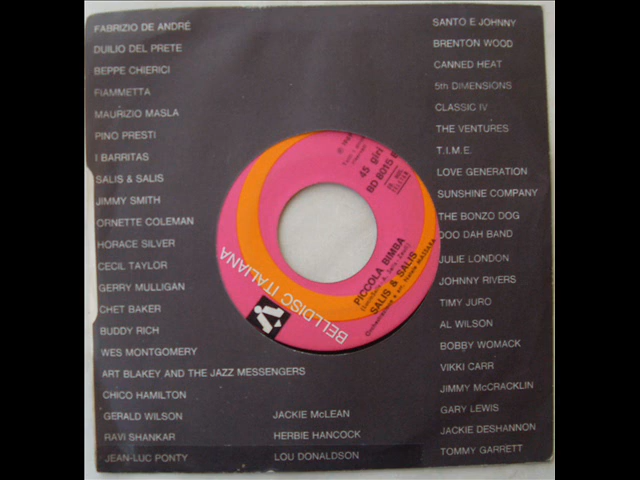 FABRIZIO DE ANDRÉ
DUILIO DEL PRETE
BEPPE CHIERICI
FIAMMETTA
MAURIZIO MASLA
PINO PRESTI
I BARRITAS
SALIS & SALIS
JIMMY SMITH
ORNETTE COLEMAN
HORACE SILVER
CECIL TAYLOR
GERRY MULLIGAN
CHET BAKER
BUDDY RICH
WES MONTGOMERY
ART BLAKEY AND THE JAZZ MESSENGERS
CHICO HAMILTON
GERALD WILSON
RAVI SHANKAR
JEAN-LUC PONTY
JACKIE McLEAN
HERBIE HANCOCK
LOU DONALDSON
SANTO E JOHNNY
BRENTON WOOD
CANNED HEAT
5th DIMENSIONS
CLASSIC IV
THE VENTURES
T.I.M.E.
LOVE GENERATION
SUNSHINE COMPANY
THE BONZO DOG
DOO DAH BAND
JULIE LONDON
JOHNNY RIVERS
TIMY JURO
AL WILSON
BOBBY WOMACK
VIKKI CARR
JIMMY McCRACKLIN
GARY LEWIS
JACKIE DESHANNON
TOMMY GARRETT
BELLDISC ITALIANA
45 giri
BD 8015
PICCOLA BIMBA
SALIS & SALIS